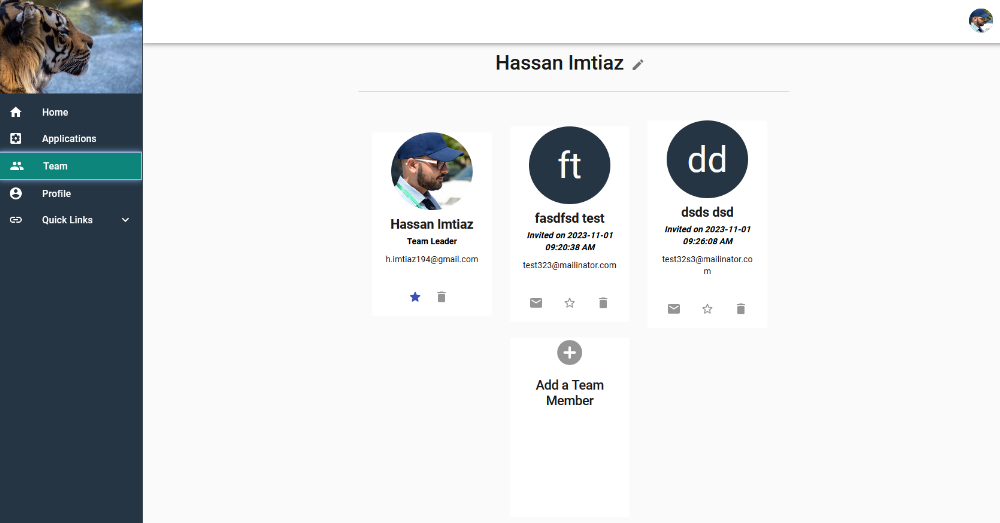 Hassan Imtiaz
Home
Applications
Team
Profile
Quick Links
Hassan Imtiaz
Team Leader
h.imtiaz194@gmail.com
ft
fasdfsd test
Invited on 2023-11-01
09:20:38 AM
test323@mailinator.com
dd
dsds dsd
Invited on 2023-11-01
09:26:08 AM
test32s3@mailinator.co
m
Add a Team
Member